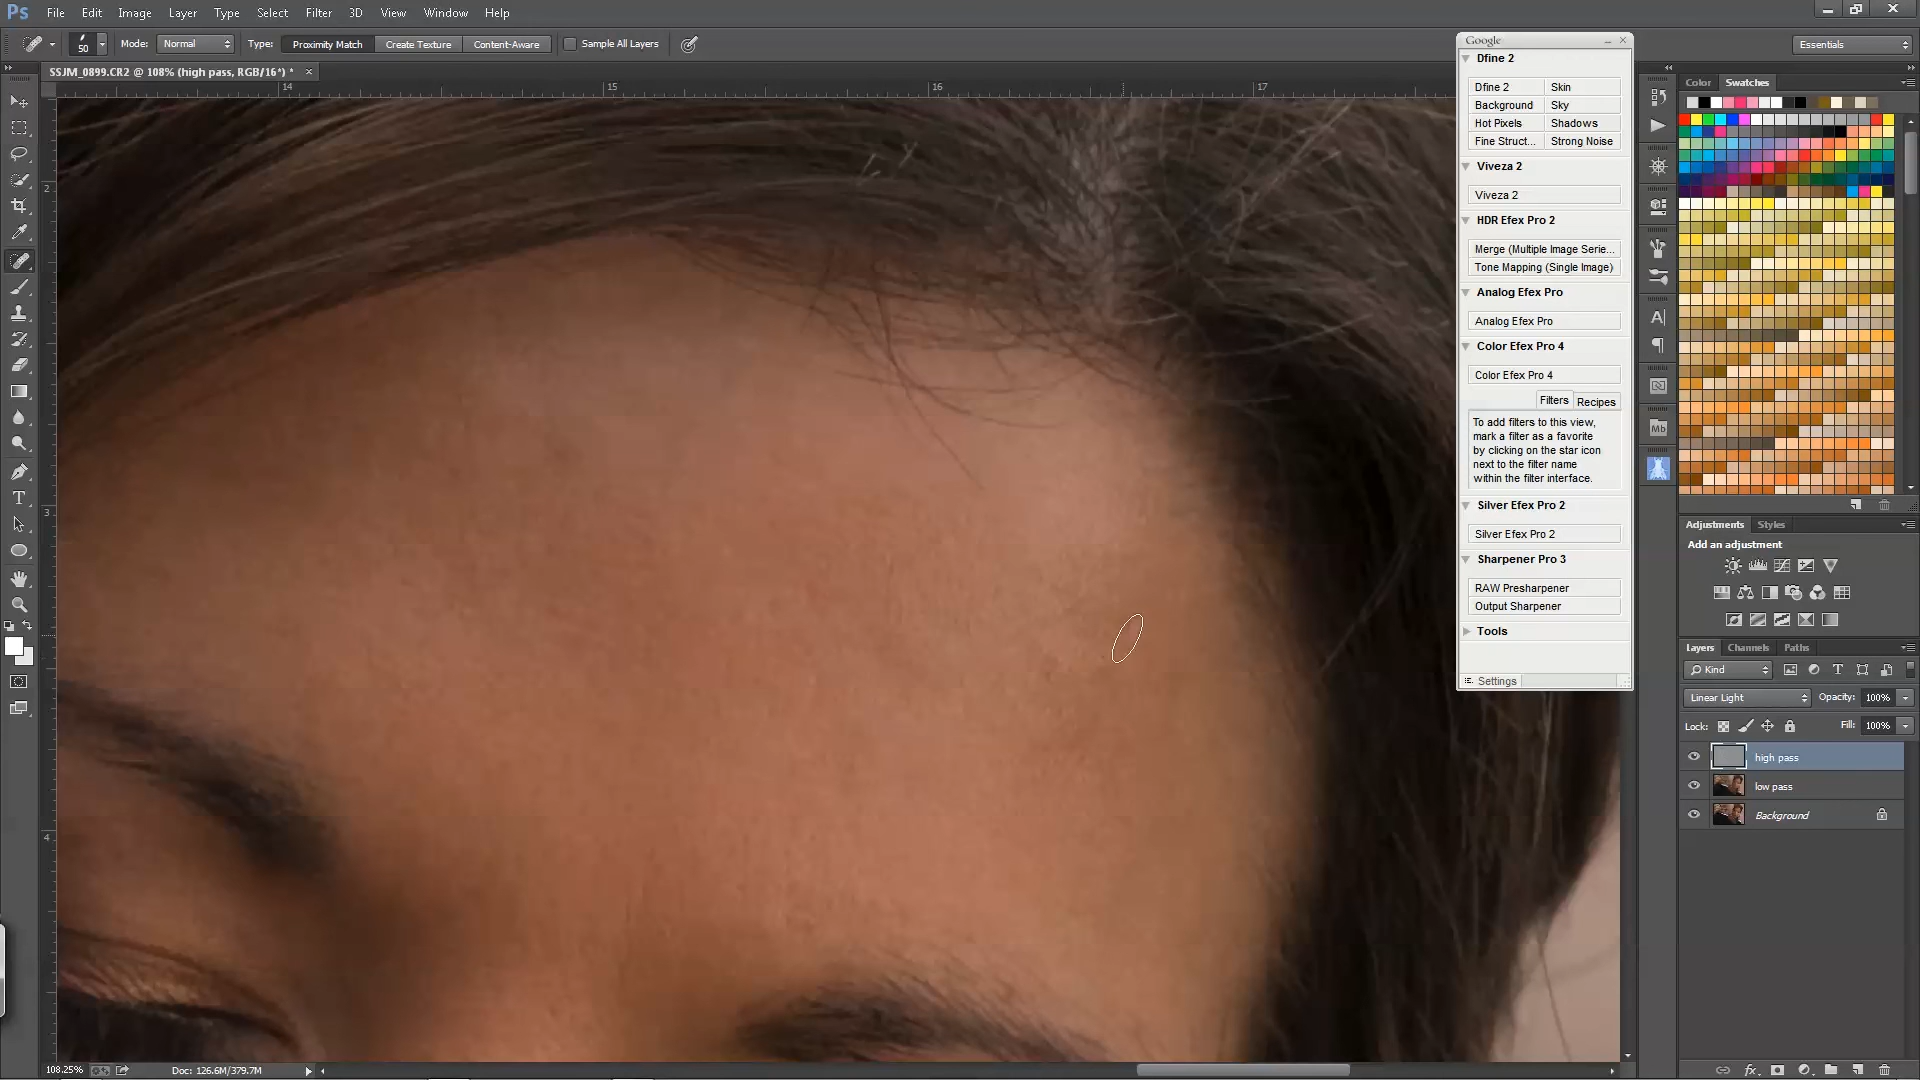 Ps File Edit Image Layer Type Select Filter 3D View Window Help
50 Mode: Normal Type: Proximity Match Create Texture Content-Aware Sample All Layers Essentials
SSJM_0899.CR2 @ 108% (high pass, RGB/16*) * ×
14 15 16 17
2
3
4
Google
Dfine 2
Dfine 2 Skin
Background Sky
Hot Pixels Shadows
Fine Struct... Strong Noise
Viveza 2
Viveza 2
HDR Efex Pro 2
Merge (Multiple Image Serie...
Tone Mapping (Single Image)
Analog Efex Pro
Analog Efex Pro
Color Efex Pro 4
Color Efex Pro 4
Filters Recipes
To add filters to this view,
mark a filter as a favorite
by clicking on the star icon
next to the filter name
within the filter interface.
Silver Efex Pro 2
Silver Efex Pro 2
Sharpener Pro 3
RAW Presharpener
Output Sharpener
Tools
Settings
Mb
Color Swatches
Adjustments Styles
Add an adjustment
Layers Channels Paths
Kind
Linear Light Opacity: 100%
Lock: Fill: 100%
high pass
low pass
Background
108.25% Doc: 126.6M/379.7M